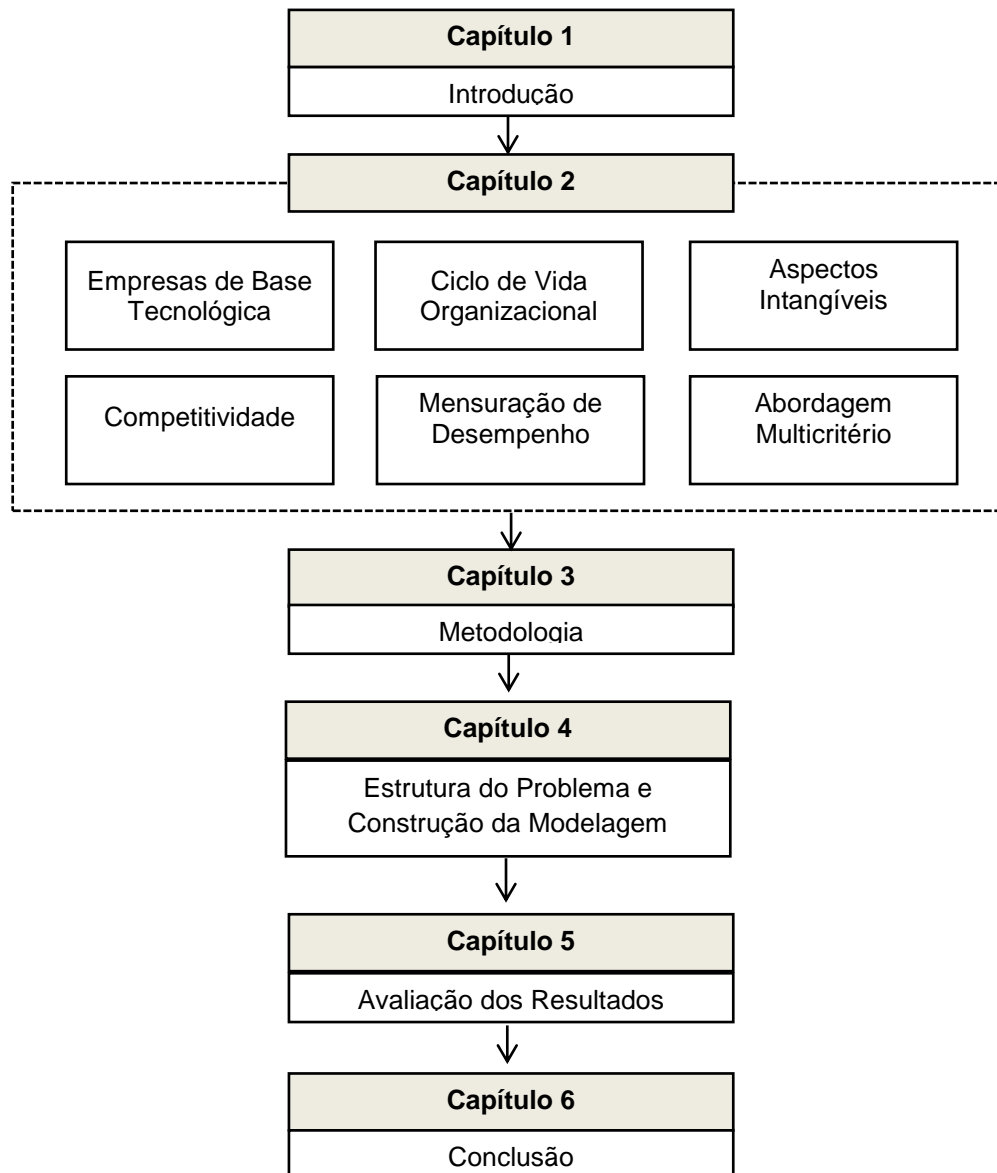 Capítulo 1
Introdução
Capítulo 2
Empresas de Base
Tecnológica
Ciclo de Vida
Organizacional
Aspectos
Intangíveis
Competitividade
Mensuração de
Desempenho
Abordagem
Multicritério
Capítulo 3
Metodologia
Capítulo 4
Estrutura do Problema e
Construção da Modelagem
Capítulo 5
Avaliação dos Resultados
Capítulo 6
Conclusão